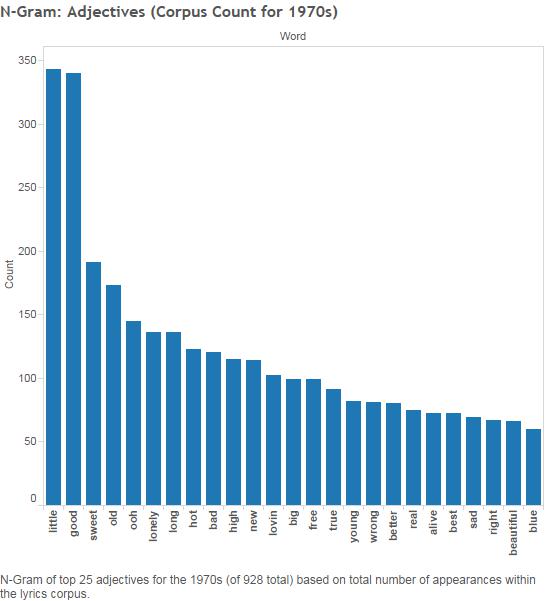 N-Gram: Adjectives (Corpus Count for 1970s)
Word
350
300
250
200
150
100
50
0
Count
little
good
sweet
old
ooh
lonely
long
hot
bad
high
new
lovin
big
free
true
young
wrong
better
real
alive
best
sad
right
beautiful
blue
N-Gram of top 25 adjectives for the 1970s (of 928 total) based on total number of appearances within
the lyrics corpus.